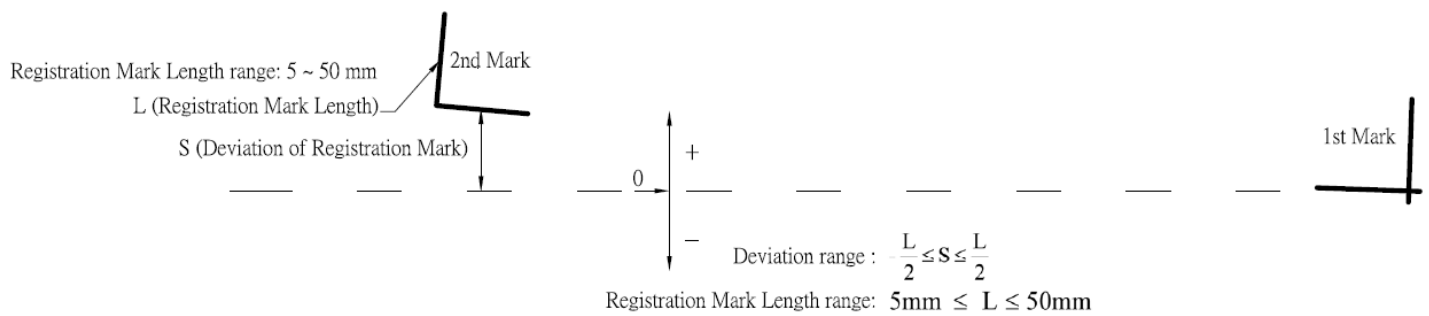 2nd Mark
Registration Mark Length range: 5 ~ 50 mm
L (Registration Mark Length)
S (Deviation of Registration Mark)
1st Mark
+
0
−
Deviation range : -L/2 ≤ S ≤ L/2
Registration Mark Length range: 5mm ≤ L ≤ 50mm